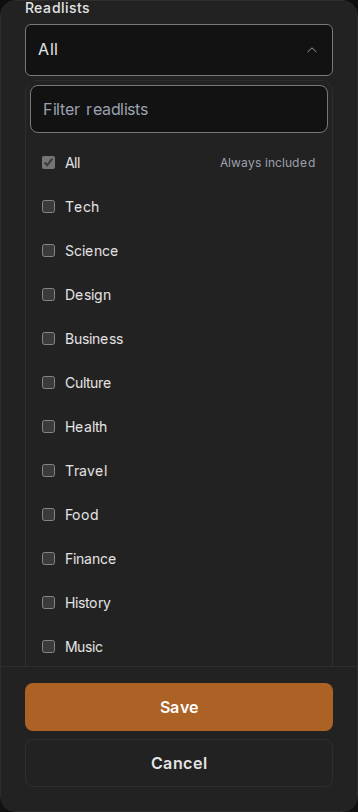 Readlists
All
Filter readlists
All Always included
Tech
Science
Design
Business
Culture
Health
Travel
Food
Finance
History
Music
Save
Cancel